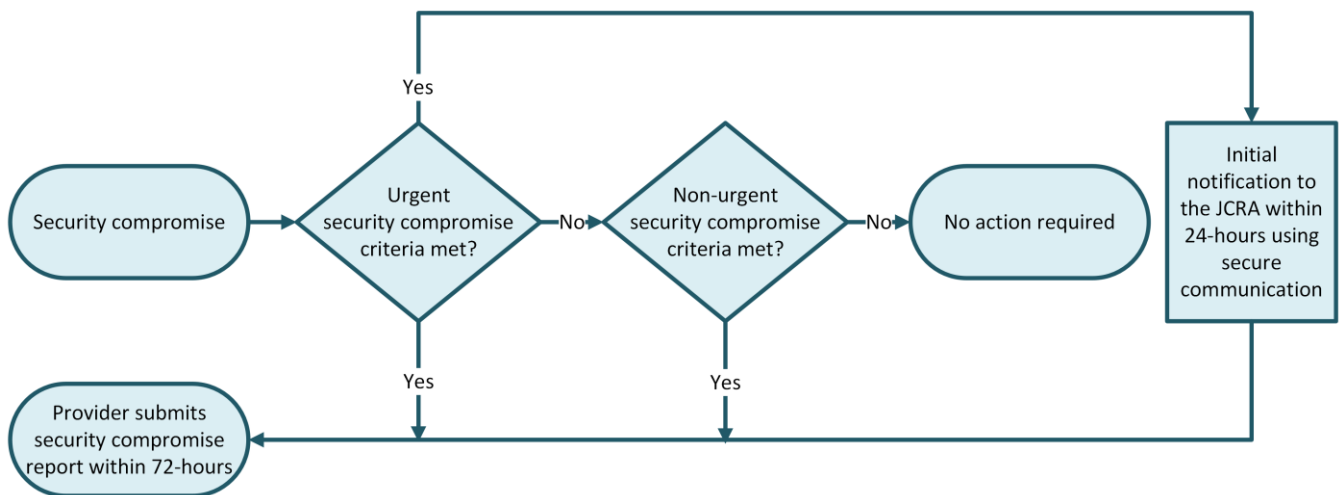 Yes
Security compromise
Urgent
security compromise
criteria met?
No
Non-urgent
security compromise
criteria met?
No
No action required
Initial
notification to
the JCRA within
24-hours using
secure
communication
Yes
Yes
Provider submits
security compromise
report within 72-hours